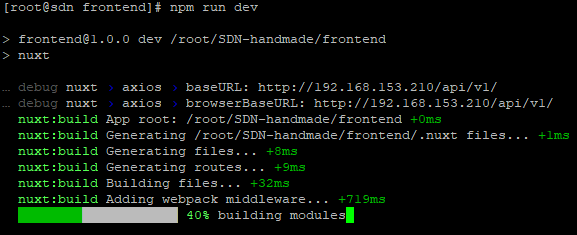 [root@sdn frontend]# npm run dev
> frontend@1.0.0 dev /root/SDN-handmade/frontend
> nuxt
… debug nuxt › axios › baseURL: http://192.168.153.210/api/v1/
… debug nuxt › axios › browserBaseURL: http://192.168.153.210/api/v1/
nuxt:build App root: /root/SDN-handmade/frontend +0ms
nuxt:build Generating /root/SDN-handmade/frontend/.nuxt files... +1ms
nuxt:build Generating files... +8ms
nuxt:build Generating routes... +9ms
nuxt:build Building files... +32ms
nuxt:build Adding webpack middleware... +719ms
40% building modules